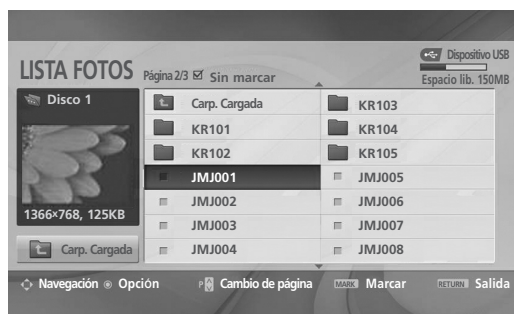 Dispositivo USB
LISTA FOTOS Página 2/3 Sin marcar
Espacio lib. 150MB
Disco 1
Carp. Cargada KR103
KR101 KR104
KR102 KR105
JMJ001 JMJ005
JMJ002 JMJ006
JMJ003 JMJ007
JMJ004 JMJ008
1366×768, 125KB
Carp. Cargada
Navegación Opción P Cambio de página MARK Marcar RETURN Salida